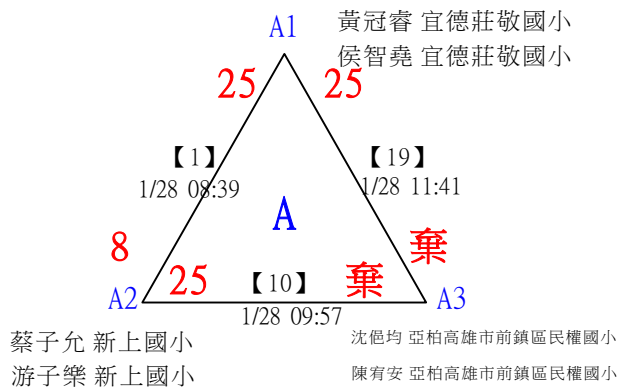 A1
黃冠睿 宜德莊敬國小
侯智堯 宜德莊敬國小
25 25
【1】 【19】
1/28 08:39 1/28 11:41
A
8 棄
25 【10】 棄
A2 A3
1/28 09:57
蔡子允 新上國小
游子樂 新上國小
沈俋均 亞柏高雄市前鎮區民權國小
陳宥安 亞柏高雄市前鎮區民權國小